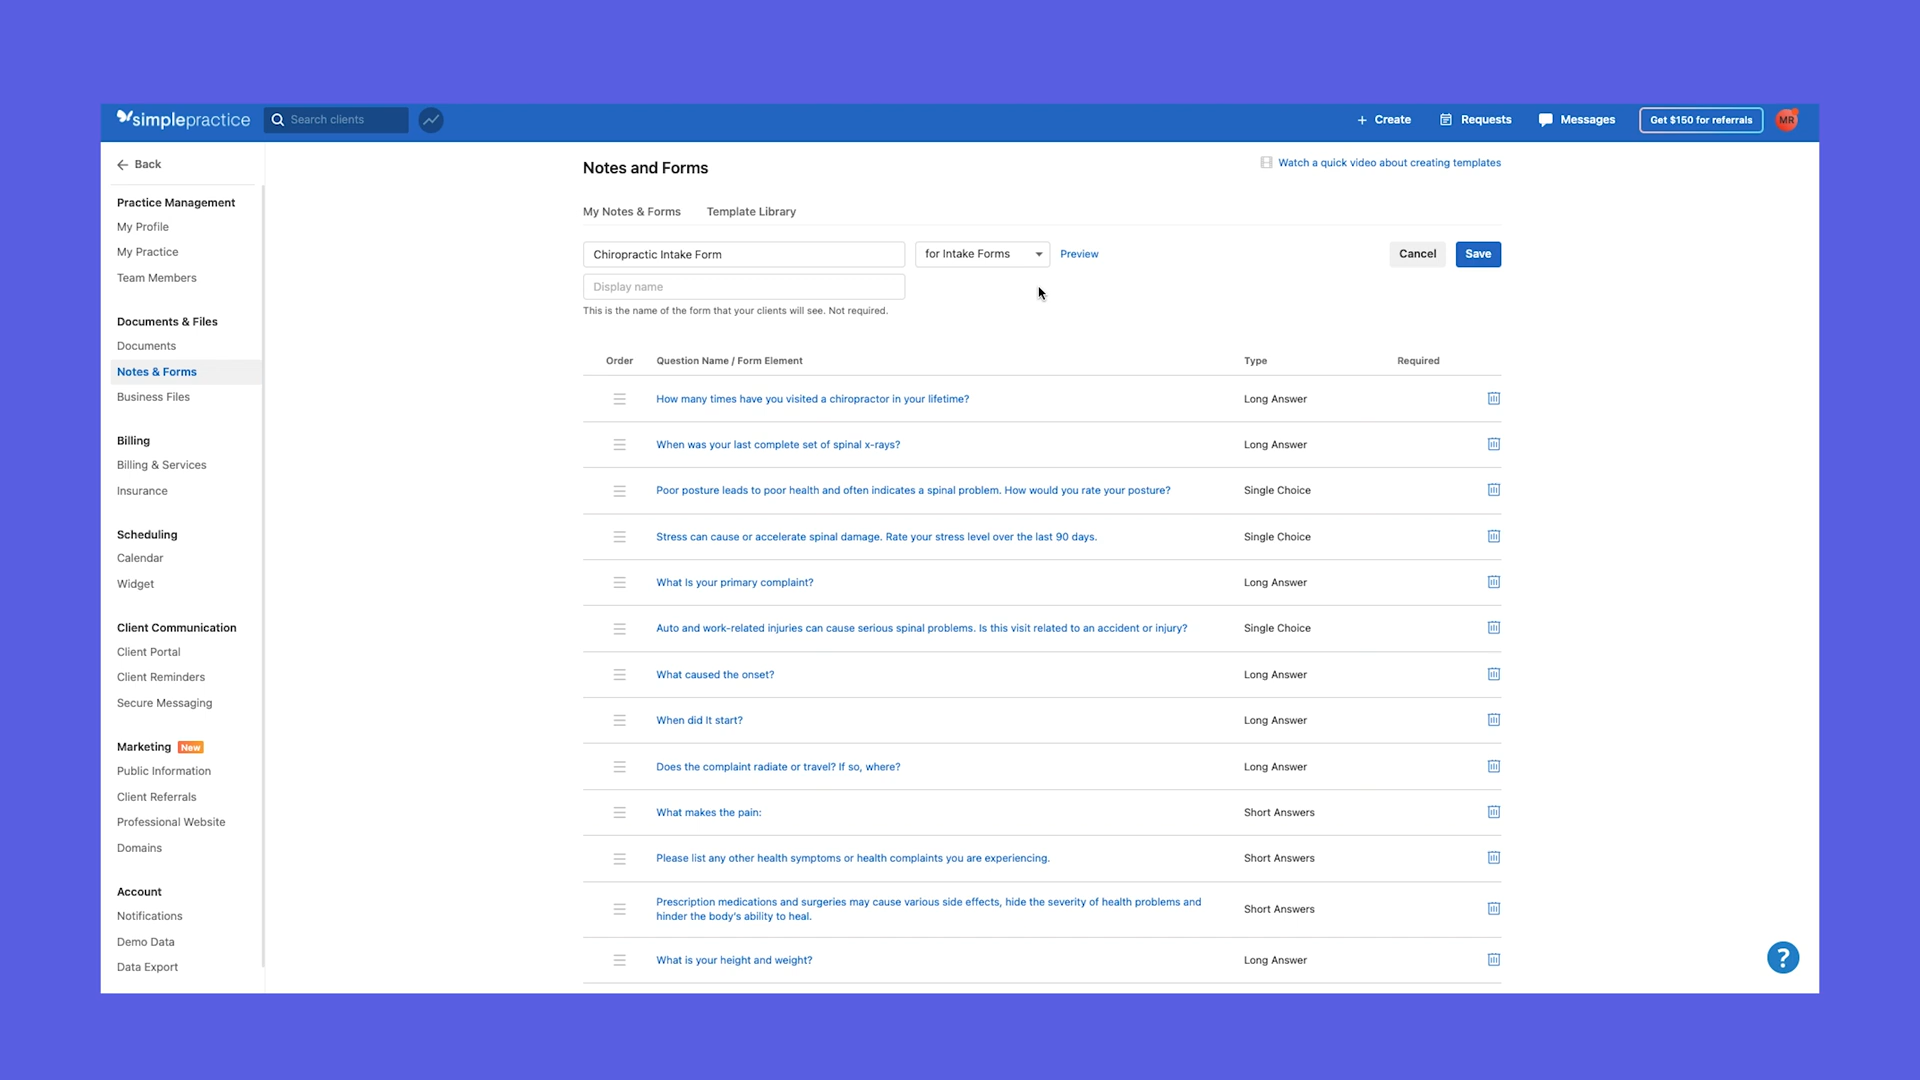 simplepractice
Search clients
+ Create
Requests
Messages
Get $150 for referrals
MR
Back
Practice Management
My Profile
My Practice
Team Members
Documents & Files
Documents
Notes & Forms
Business Files
Billing
Billing & Services
Insurance
Scheduling
Calendar
Widget
Client Communication
Client Portal
Client Reminders
Secure Messaging
Marketing New
Public Information
Client Referrals
Professional Website
Domains
Account
Notifications
Demo Data
Data Export
Notes and Forms
Watch a quick video about creating templates
My Notes & Forms
Template Library
Chiropractic Intake Form
for Intake Forms
Preview
Cancel
Save
Display name
This is the name of the form that your clients will see. Not required.
Order Question Name / Form Element Type Required
How many times have you visited a chiropractor in your lifetime? Long Answer
When was your last complete set of spinal x-rays? Long Answer
Poor posture leads to poor health and often indicates a spinal problem. How would you rate your posture? Single Choice
Stress can cause or accelerate spinal damage. Rate your stress level over the last 90 days. Single Choice
What Is your primary complaint? Long Answer
Auto and work-related injuries can cause serious spinal problems. Is this visit related to an accident or injury? Single Choice
What caused the onset? Long Answer
When did It start? Long Answer
Does the complaint radiate or travel? If so, where? Long Answer
What makes the pain: Short Answers
Please list any other health symptoms or health complaints you are experiencing. Short Answers
Prescription medications and surgeries may cause various side effects, hide the severity of health problems and
hinder the body's ability to heal. Short Answers
What is your height and weight? Long Answer
?